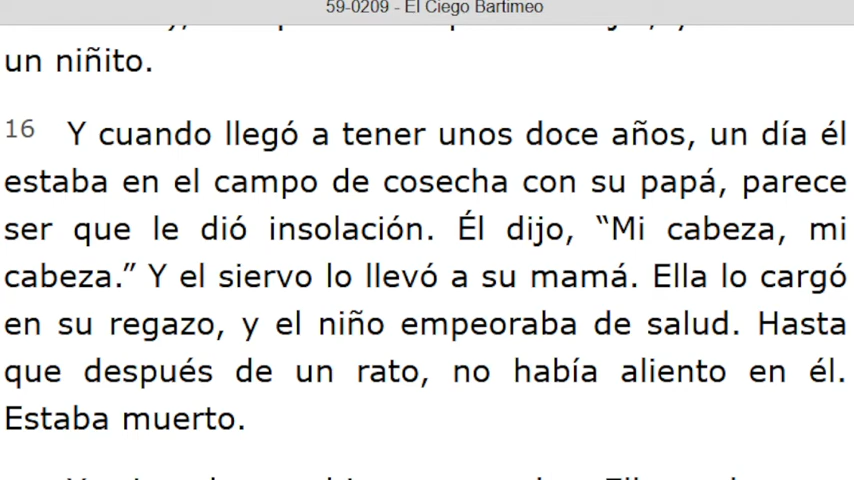 59-0209 - El Ciego Bartimeo
un niñito.
16 Y cuando llegó a tener unos doce años, un día él
estaba en el campo de cosecha con su papá, parece
ser que le dió insolación. Él dijo, “Mi cabeza, mi
cabeza.” Y el siervo lo llevó a su mamá. Ella lo cargó
en su regazo, y el niño empeoraba de salud. Hasta
que después de un rato, no había aliento en él.
Estaba muerto.